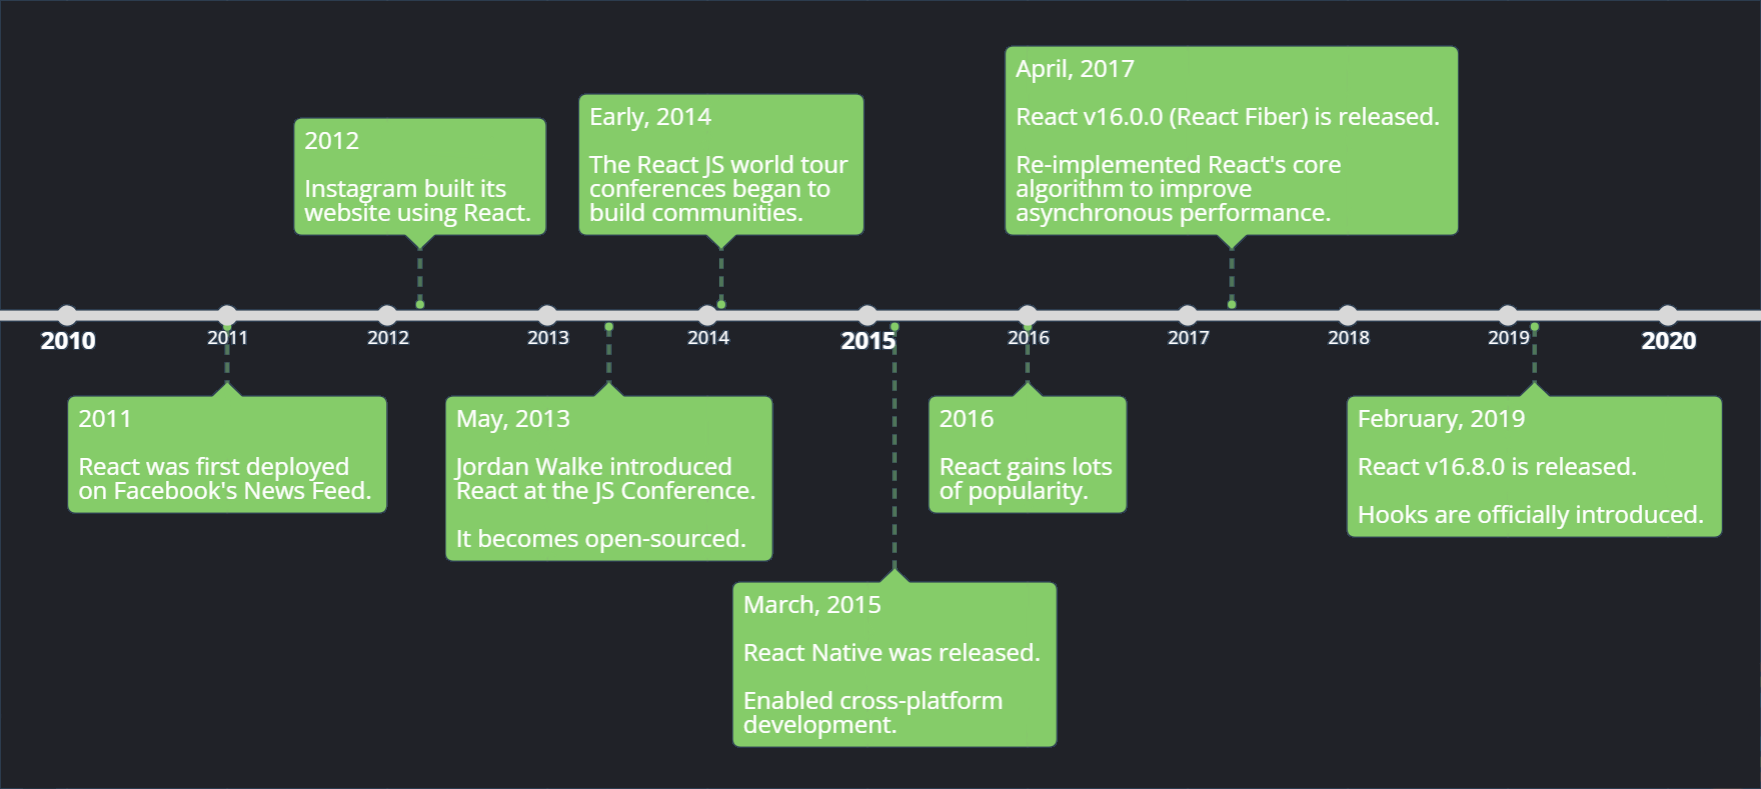 April, 2017
React v16.0.0 (React Fiber) is released.
Re-implemented React's core
algorithm to improve
asynchronous performance.
Early, 2014
The React JS world tour
conferences began to
build communities.
2012
Instagram built its
website using React.
2010
2011
2012
2013
2014
2015
2016
2017
2018
2019
2020
2011
React was first deployed
on Facebook's News Feed.
May, 2013
Jordan Walke introduced
React at the JS Conference.
It becomes open-sourced.
2016
React gains lots
of popularity.
February, 2019
React v16.8.0 is released.
Hooks are officially introduced.
March, 2015
React Native was released.
Enabled cross-platform
development.